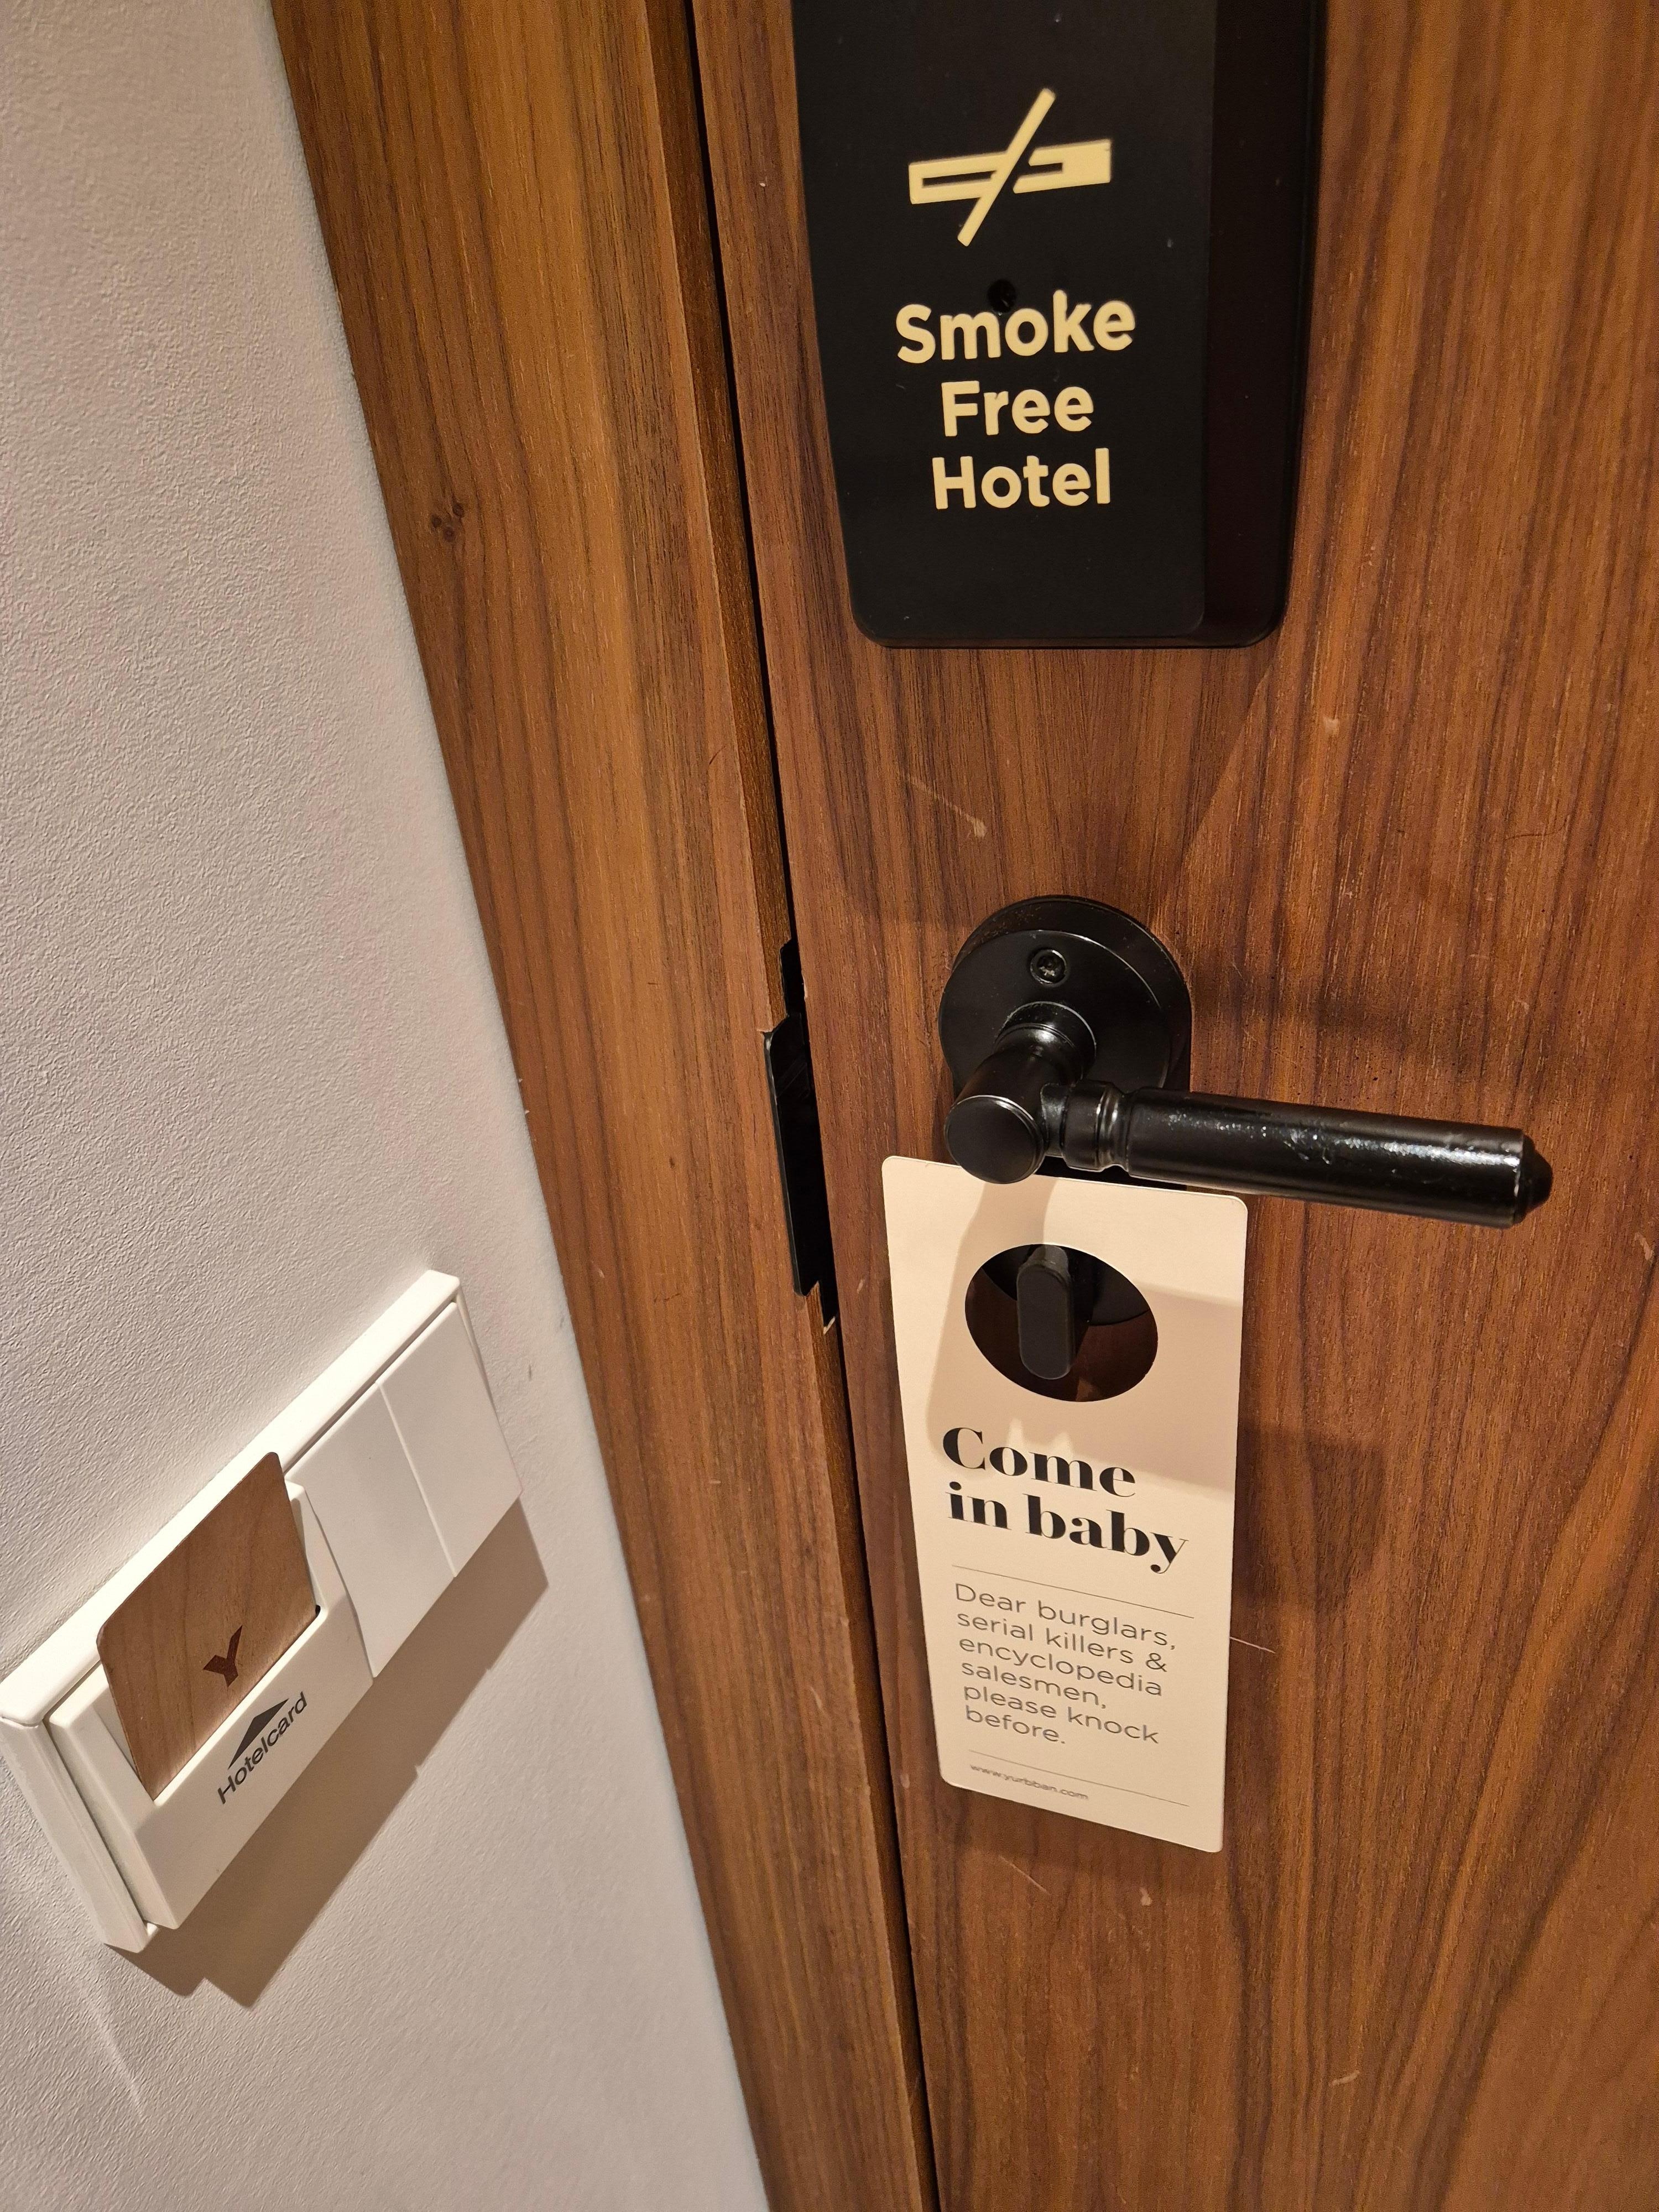 Smoke
Free
Hotel
Come
in baby
Dear burglars,
serial killers &
encyclopedia
salesmen,
please knock
before.
www.yurbban.com
Y
Hotelcard